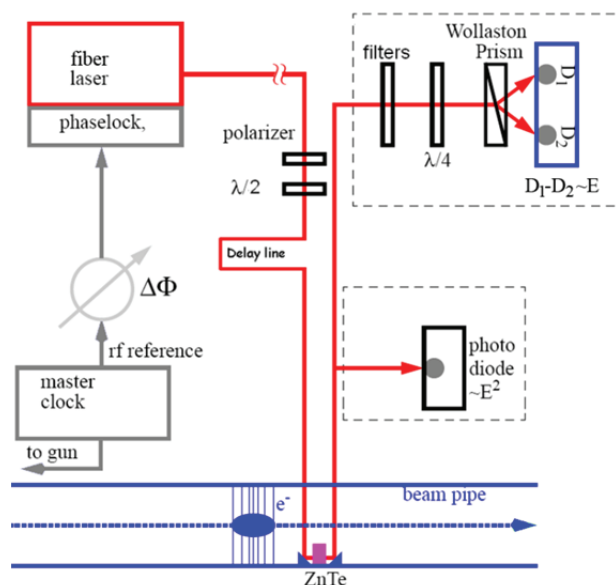 fiber
laser
phaselock,
polarizer
λ/2
Delay line
ΔΦ
rf reference
master
clock
to gun
Wollaston
Prism
filters
λ/4
D₁
D₂
D₁-D₂ ~E
photo
diode
~E²
e⁻
beam pipe
ZnTe